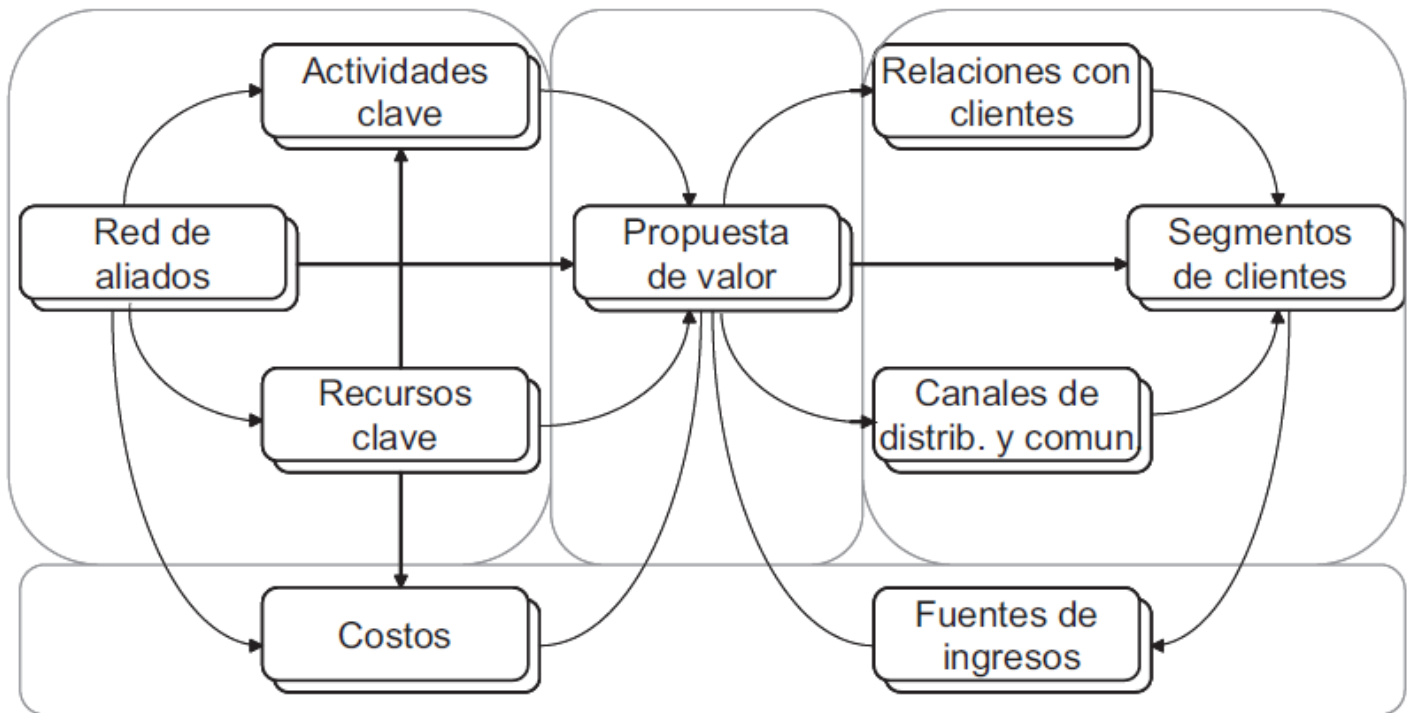 Actividades
clave
Relaciones con
clientes
Red de
aliados
Propuesta
de valor
Segmentos
de clientes
Recursos
clave
Canales de
distrib. y comun.
Costos
Fuentes de
ingresos